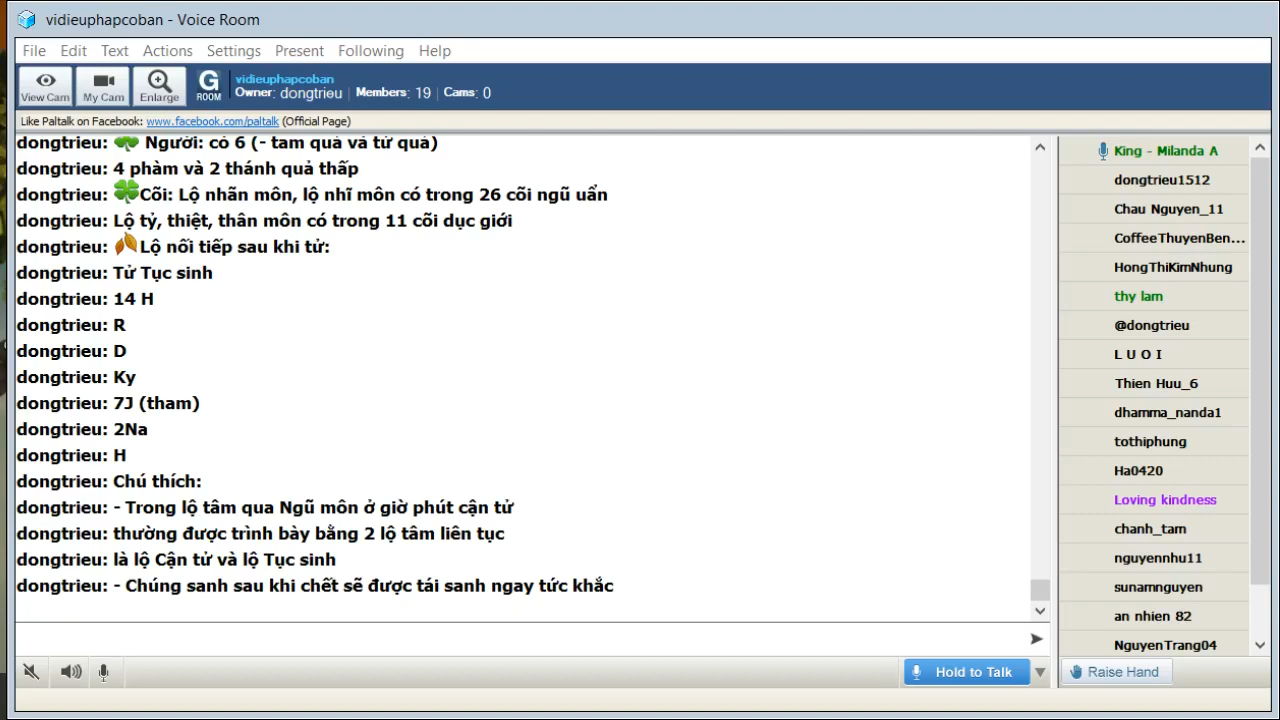 vidieuphapcoban - Voice Room
File Edit Text Actions Settings Present Following Help
View Cam
My Cam
Enlarge
G
ROOM
vidieuphapcoban
Owner: dongtrieu | Members: 19 | Cams: 0
Like Paltalk on Facebook: www.facebook.com/paltalk (Official Page)
dongtrieu: Người: có 6 (- tam quả và tứ quả)
dongtrieu: 4 phàm và 2 thánh quả thấp
dongtrieu: Cõi: Lộ nhãn môn, lộ nhĩ môn có trong 26 cõi ngũ uẩn
dongtrieu: Lộ tỷ, thiệt, thân môn có trong 11 cõi dục giới
dongtrieu: Lộ nối tiếp sau khi tử:
dongtrieu: Tử Tục sinh
dongtrieu: 14 H
dongtrieu: R
dongtrieu: D
dongtrieu: Ky
dongtrieu: 7J (tham)
dongtrieu: 2Na
dongtrieu: H
dongtrieu: Chú thích:
dongtrieu: - Trong lộ tâm qua Ngũ môn ở giờ phút cận tử
dongtrieu: thường được trình bày bằng 2 lộ tâm liên tục
dongtrieu: là lộ Cận tử và lộ Tục sinh
dongtrieu: - Chúng sanh sau khi chết sẽ được tái sanh ngay tức khắc
King - Milanda A
dongtrieu1512
Chau Nguyen_11
CoffeeThuyenBen...
HongThiKimNhung
thy lam
@dongtrieu
L U O I
Thien Huu_6
dhamma_nanda1
tothiphung
Ha0420
Loving kindness
chanh_tam
nguyennhu11
sunamnguyen
an nhien 82
NguyenTrang04
Hold to Talk
Raise Hand